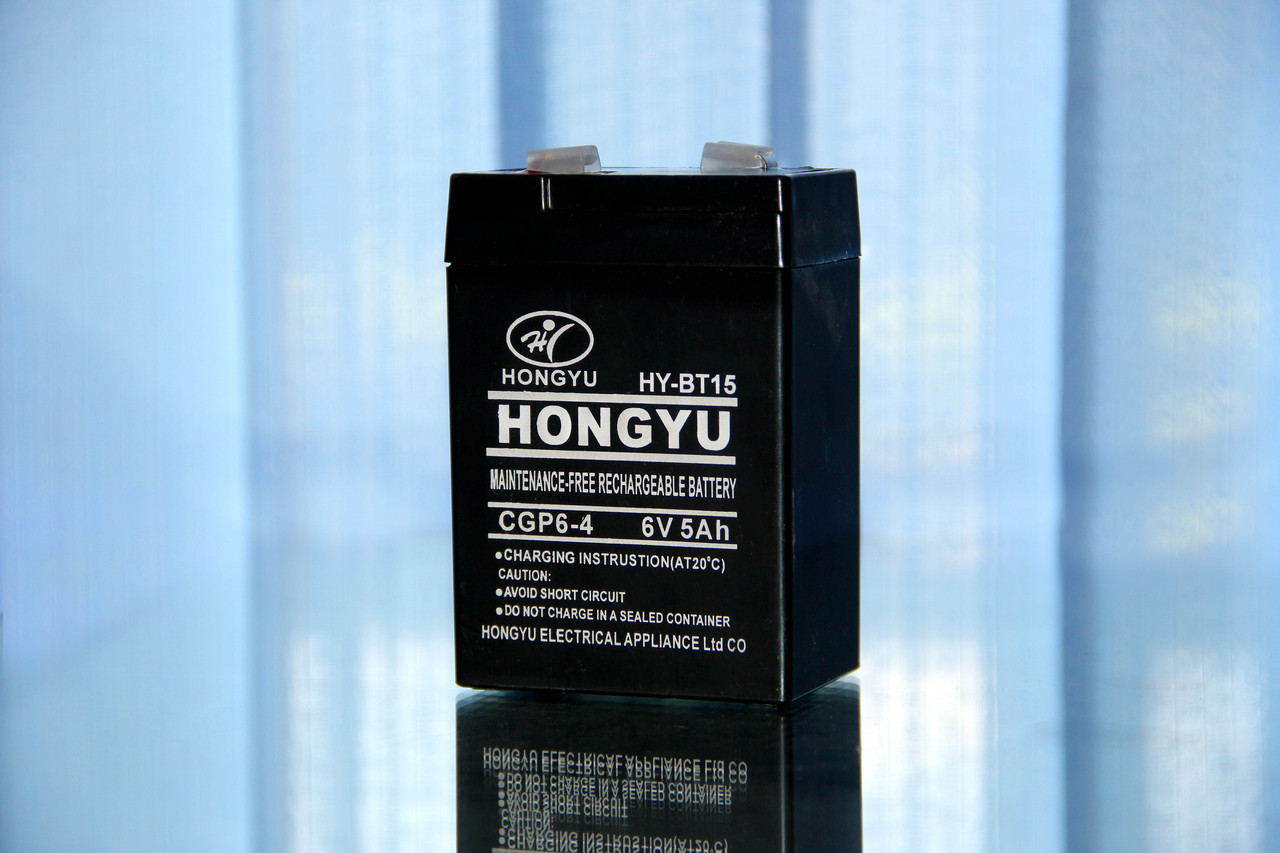 HY
HONGYU HY-BT15
HONGYU
MAINTENANCE-FREE RECHARGEABLE BATTERY
CGP6-4 6V 5Ah
●CHARGING INSTRUSTION(AT20°C)
CAUTION:
●AVOID SHORT CIRCUIT
●DO NOT CHARGE IN A SEALED CONTAINER
HONGYU ELECTRICAL APPLIANCE Ltd CO